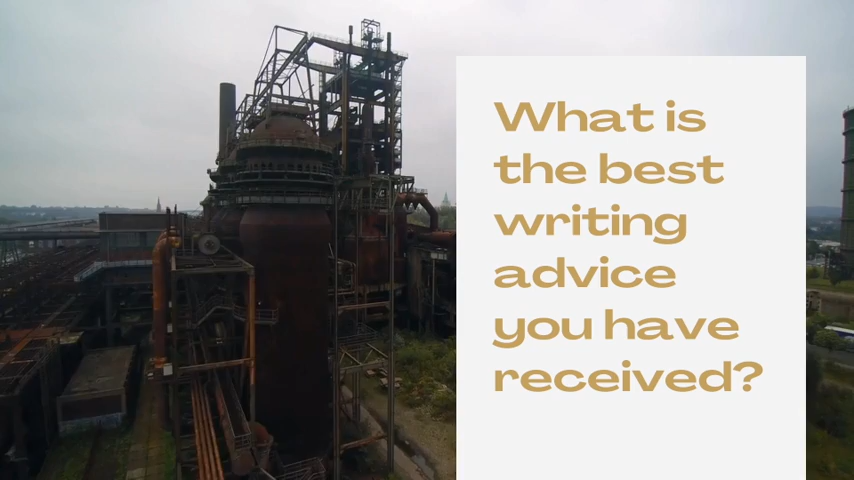 What is
the best
writing
advice
you have
received?